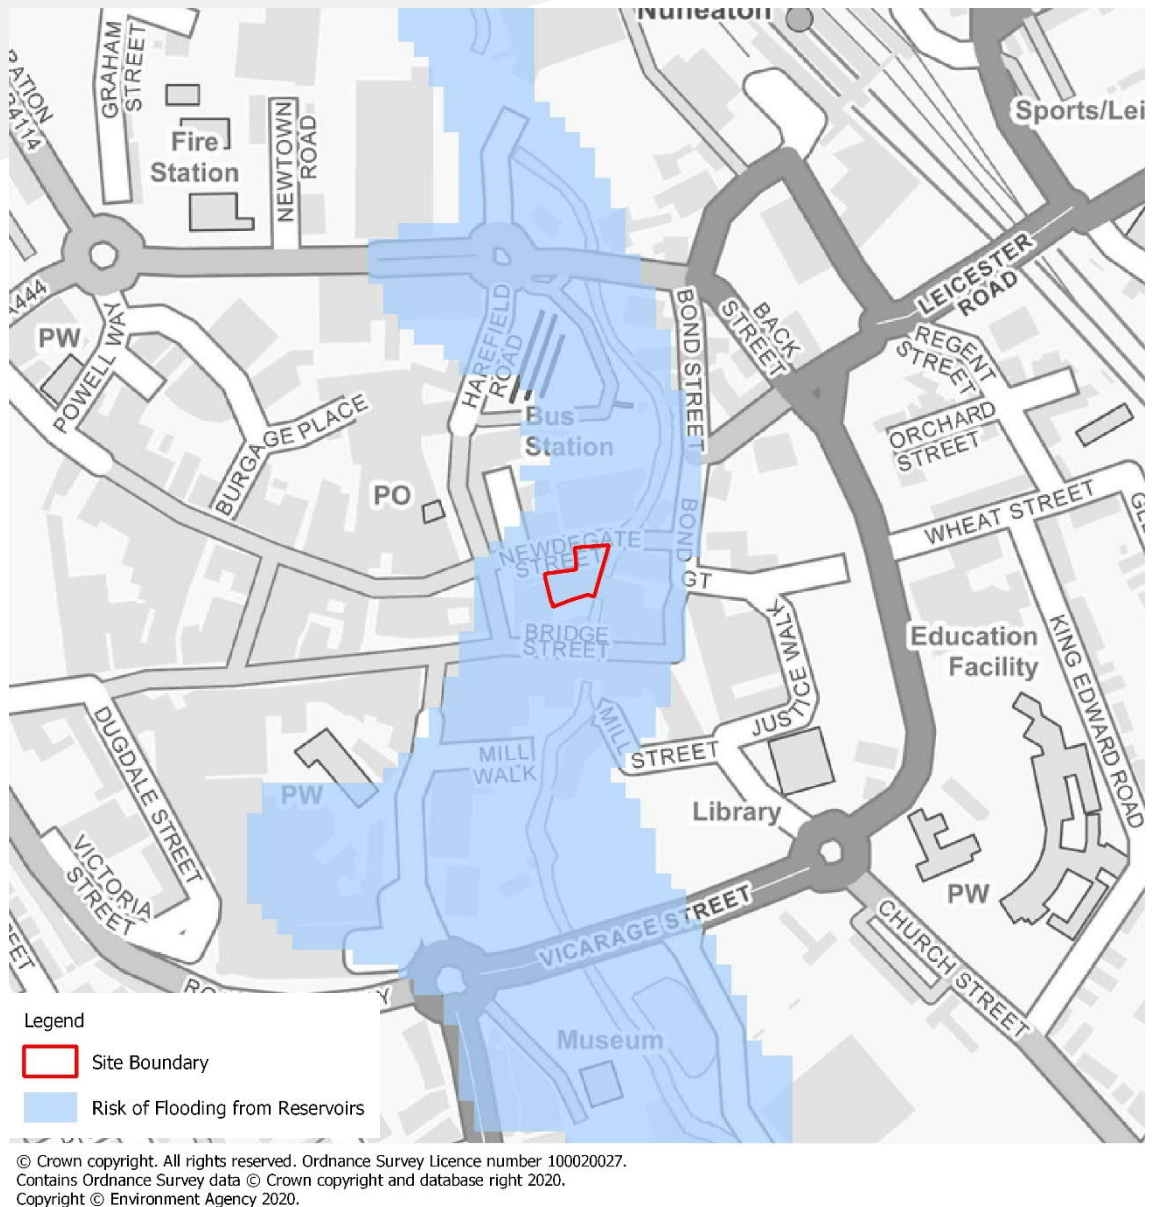 Nuneaton
GRAHAM
STREET
Fire
Station
NEWTOWN
ROAD
Sports/Lei
B4114
A444
PW
POWELL WAY
BURGAGE PLACE
HAREFIELD
ROAD
Bus
Station
BOND STREET
BACK
STREET
LEICESTER
ROAD
REGENT
STREET
ORCHARD
STREET
WHEAT STREET
PO
NEWDEGATE
STREET
BOND
GT
BRIDGE
STREET
JUSTICE WALK
Education
Facility
KING EDWARD ROAD
DUGDALE STREET
MILL
WALK
MILL
STREET
PW
Library
VICTORIA
STREET
VICARAGE STREET
PW
CHURCH STREET
Museum
Legend
Site Boundary
Risk of Flooding from Reservoirs
© Crown copyright. All rights reserved. Ordnance Survey Licence number 100020027.
Contains Ordnance Survey data © Crown copyright and database right 2020.
Copyright © Environment Agency 2020.